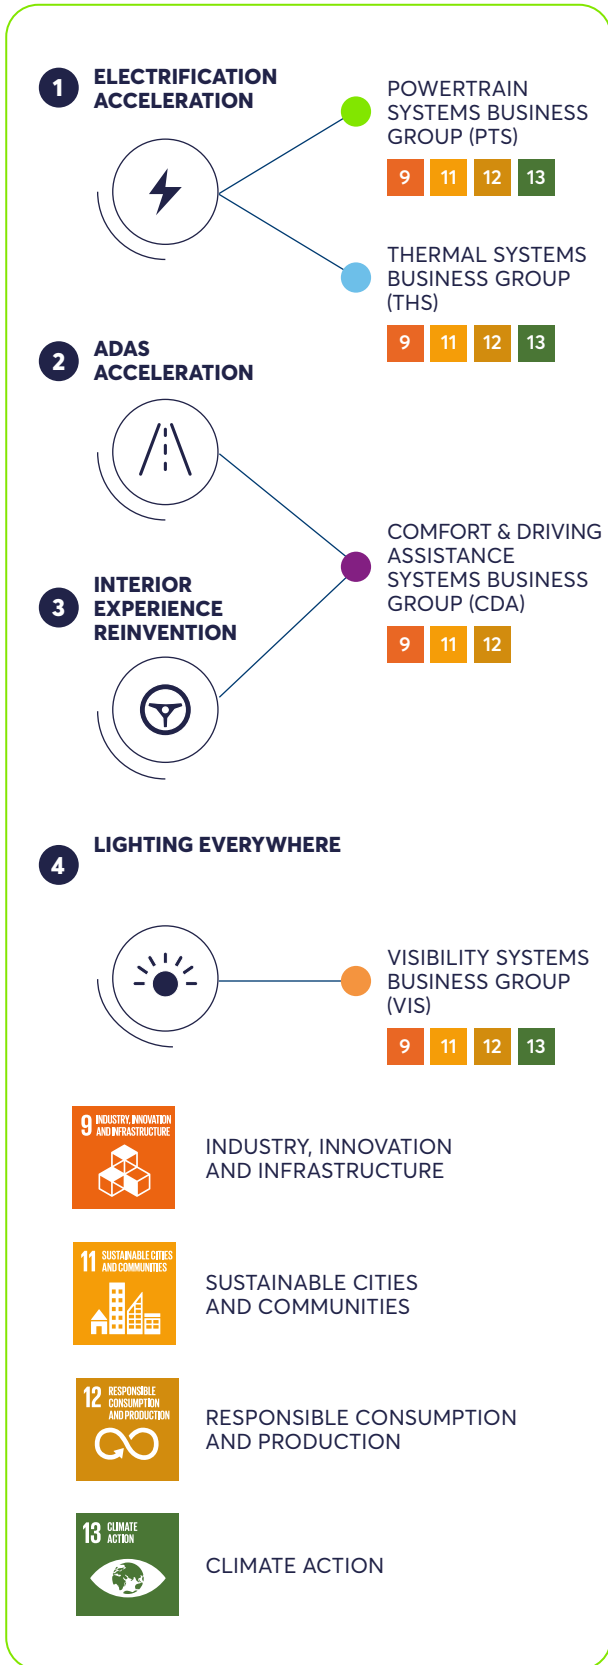 1
ELECTRIFICATION
ACCELERATION
POWERTRAIN
SYSTEMS BUSINESS
GROUP (PTS)
9 11 12 13
THERMAL SYSTEMS
BUSINESS GROUP
(THS)
9 11 12 13
2
ADAS
ACCELERATION
COMFORT & DRIVING
ASSISTANCE
SYSTEMS BUSINESS
GROUP (CDA)
9 11 12
3
INTERIOR
EXPERIENCE
REINVENTION
4
LIGHTING EVERYWHERE
VISIBILITY SYSTEMS
BUSINESS GROUP
(VIS)
9 11 12 13
9 INDUSTRY, INNOVATION
AND INFRASTRUCTURE
INDUSTRY, INNOVATION
AND INFRASTRUCTURE
11 SUSTAINABLE CITIES
AND COMMUNITIES
SUSTAINABLE CITIES
AND COMMUNITIES
12 RESPONSIBLE
CONSUMPTION
AND PRODUCTION
RESPONSIBLE CONSUMPTION
AND PRODUCTION
13 CLIMATE
ACTION
CLIMATE ACTION